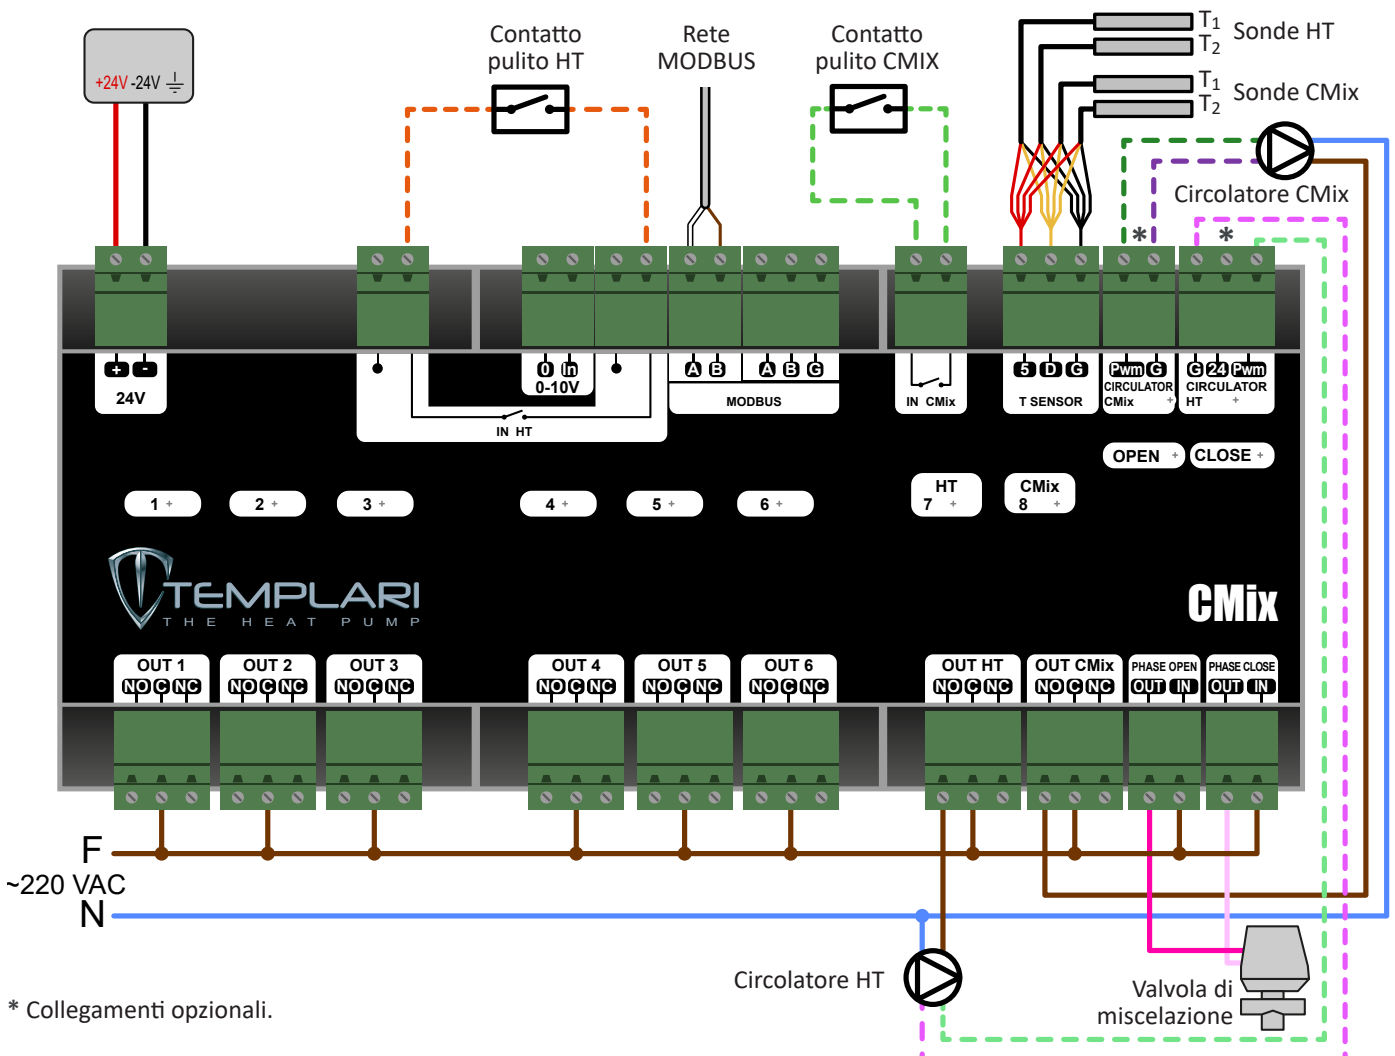 Contatto
pulito HT
Rete
MODBUS
Contatto
pulito CMIX
T1
T2
Sonde HT
T1
T2
Sonde CMix
+24V -24V
Circolatore CMix
* *
+ -
24V
0 In
0-10V
IN HT
A B A B G
MODBUS
IN CMix
5 D G
T SENSOR
Pwm G
CIRCULATOR
CMix +
G 24 Pwm
CIRCULATOR
HT +
OPEN +
CLOSE +
1 +
2 +
3 +
4 +
5 +
6 +
HT
7 +
CMix
8 +
TEMPLARI
THE HEAT PUMP
CMix
OUT 1
NO C NC
OUT 2
NO C NC
OUT 3
NO C NC
OUT 4
NO C NC
OUT 5
NO C NC
OUT 6
NO C NC
OUT HT
NO C NC
OUT CMix
NO C NC
PHASE OPEN
OUT IN
PHASE CLOSE
OUT IN
F
~220 VAC
N
Circolatore HT
Valvola di
miscelazione
* Collegamenti opzionali.